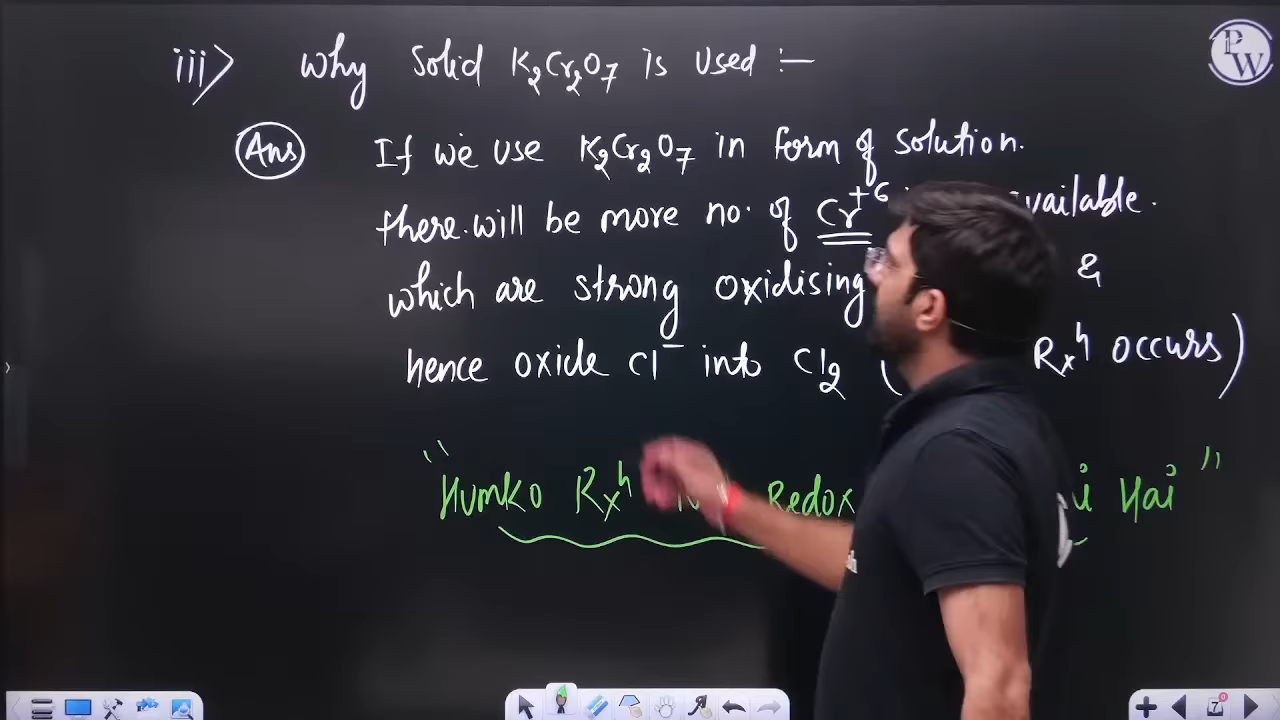 iii> Why Solid K2Cr2O7 is used :-
PW
Ans If we use K2Cr2O7 in form of solution.
there will be more no. of Cr+6 available.
which are strong oxidising &
hence oxide Cl- into Cl2 ( Rxn occurs)
"Humko Rxn Redox Hai"
7